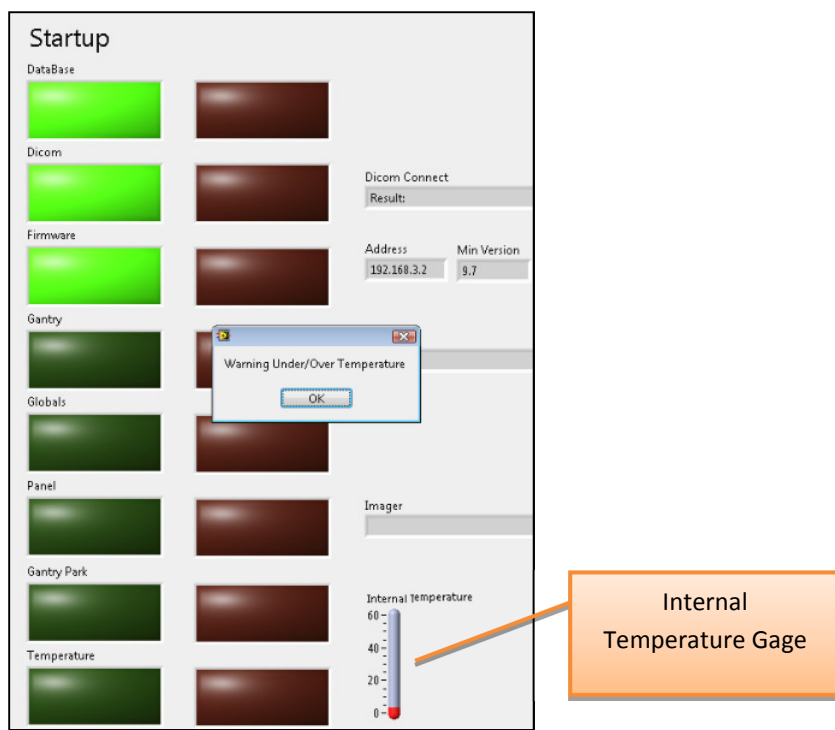 Startup
DataBase
Dicom
Dicom Connect
Result:
Firmware
Address Min Version
192.168.3.2 9.7
Gantry
Warning Under/Over Temperature
OK
Globals
Panel
Imager
Gantry Park
Internal Temperature
60
40
20
0
Temperature
Internal
Temperature Gage